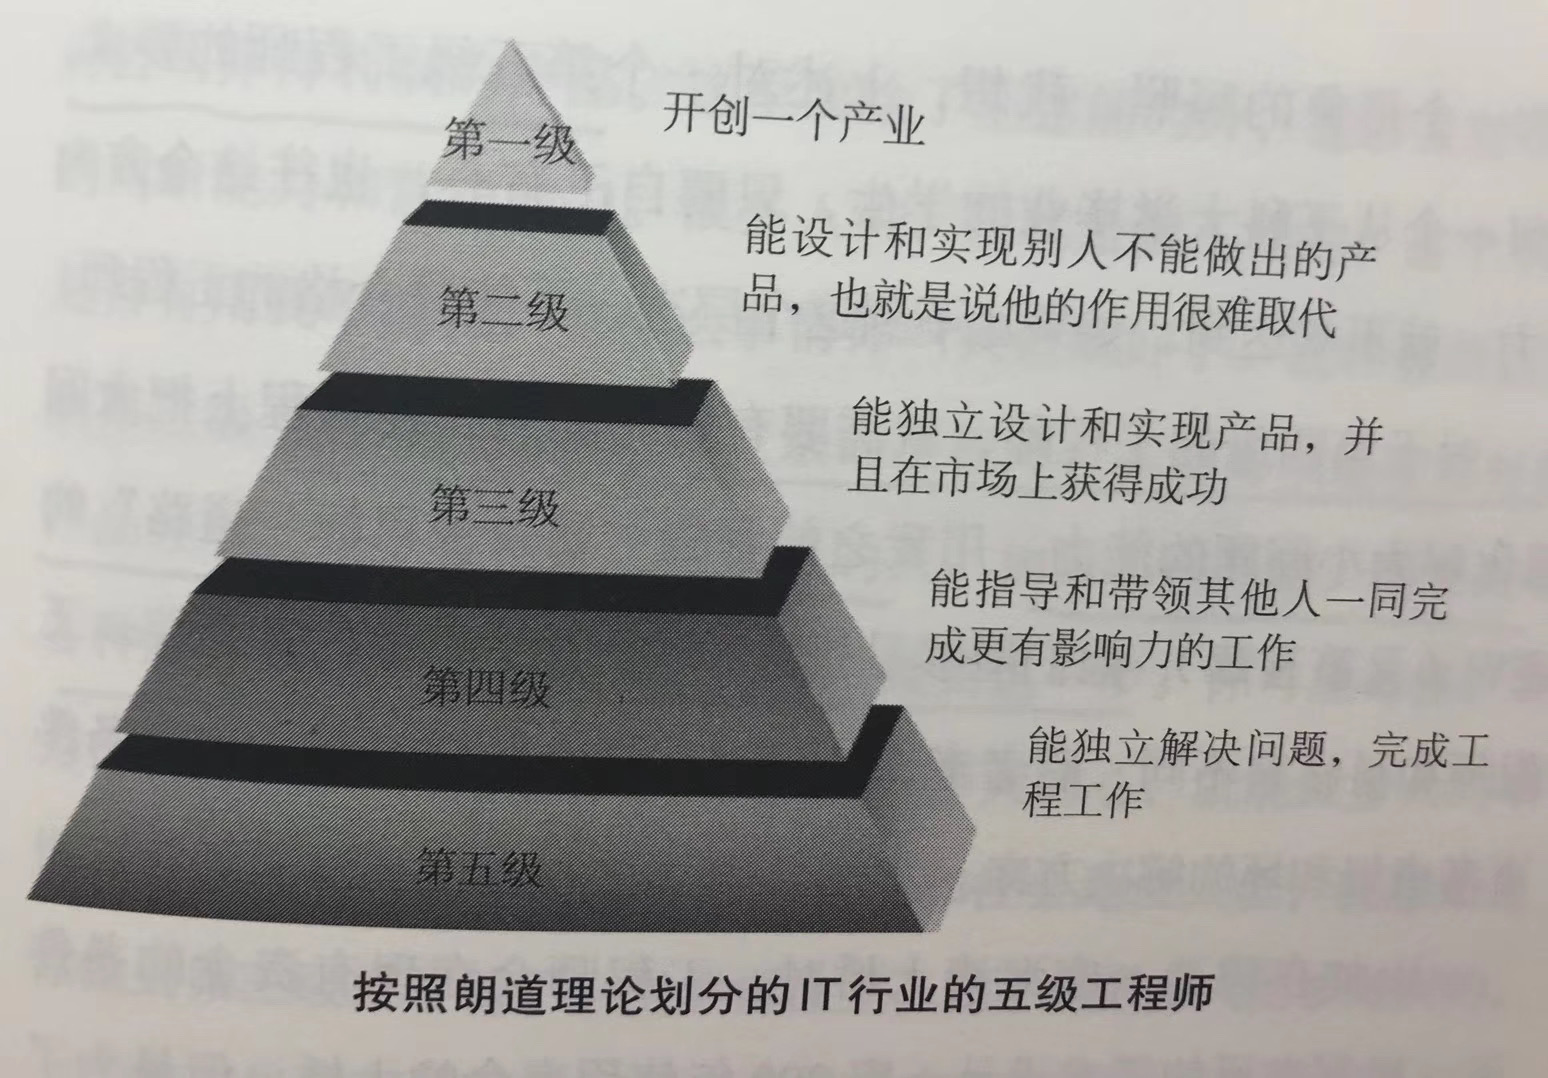 第一级
开创一个产业
第二级
能设计和实现别人不能做出的产
品，也就是说他的作用很难取代
第三级
能独立设计和实现产品，并
且在市场上获得成功
第四级
能指导和带领其他人一同完
成更有影响力的工作
第五级
能独立解决问题，完成工
程工作
按照朗道理论划分的IT行业的五级工程师